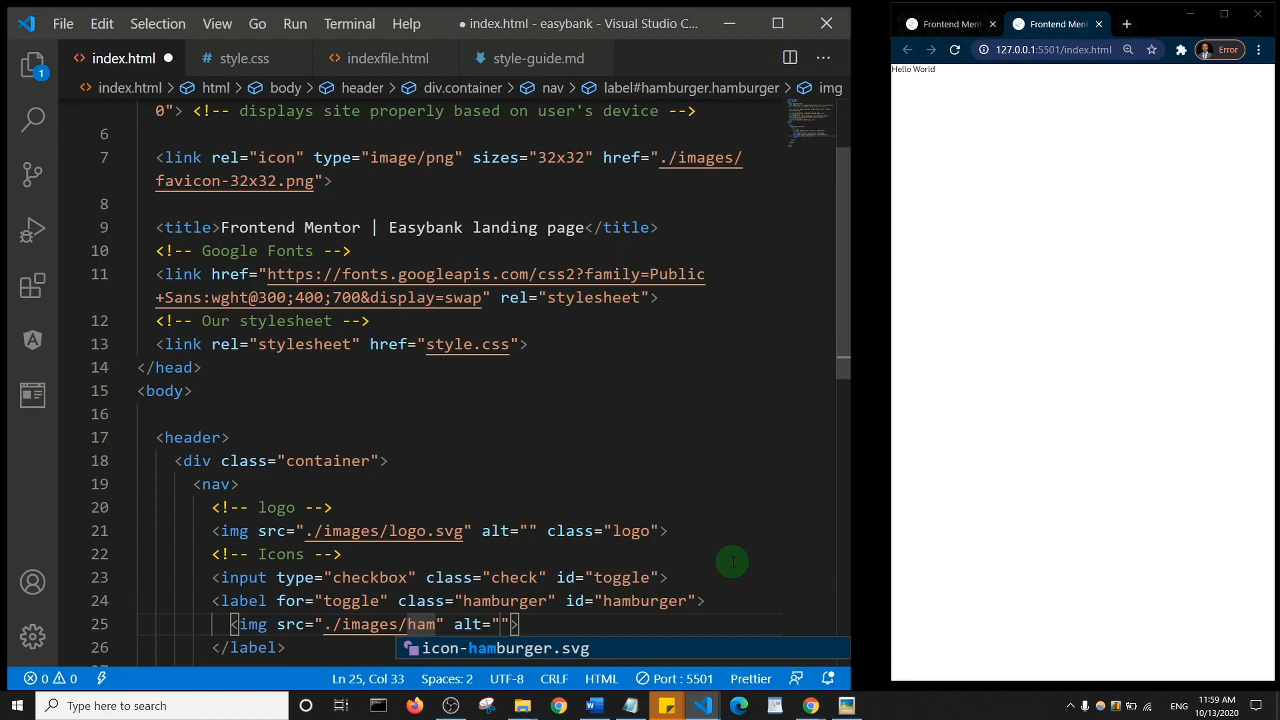 File Edit Selection View Go Run Terminal Help ● index.html - easybank - Visual Studio C...
index.html ● style.css indexfile.html style-guide.md
index.html > html > body > header > div.container > nav > label#hamburger.hamburger > img
0"> <!-- displays site properly based on user's device -->
6
7 <link rel="icon" type="image/png" sizes="32x32" href="./images/
favicon-32x32.png">
8
9 <title>Frontend Mentor | Easybank landing page</title>
10 <!-- Google Fonts -->
11 <link href="https://fonts.googleapis.com/css2?family=Public
+Sans:wght@300;400;700&display=swap" rel="stylesheet">
12 <!-- Our stylesheet -->
13 <link rel="stylesheet" href="style.css">
14 </head>
15 <body>
16
17 <header>
18 <div class="container">
19 <nav>
20 <!-- logo -->
21 <img src="./images/logo.svg" alt="" class="logo">
22 <!-- Icons -->
23 <input type="checkbox" class="check" id="toggle">
24 <label for="toggle" class="hamburger" id="hamburger">
25 <img src="./images/ham" alt="">
icon-hamburger.svg
26 </label>
1
0 0 Ln 25, Col 33 Spaces: 2 UTF-8 CRLF HTML Port : 5501 Prettier
Frontend Men Frontend Men
127.0.0.1:5501/index.html Error
Hello World
Type here to search
ENG
11:59 AM
10/13/2020